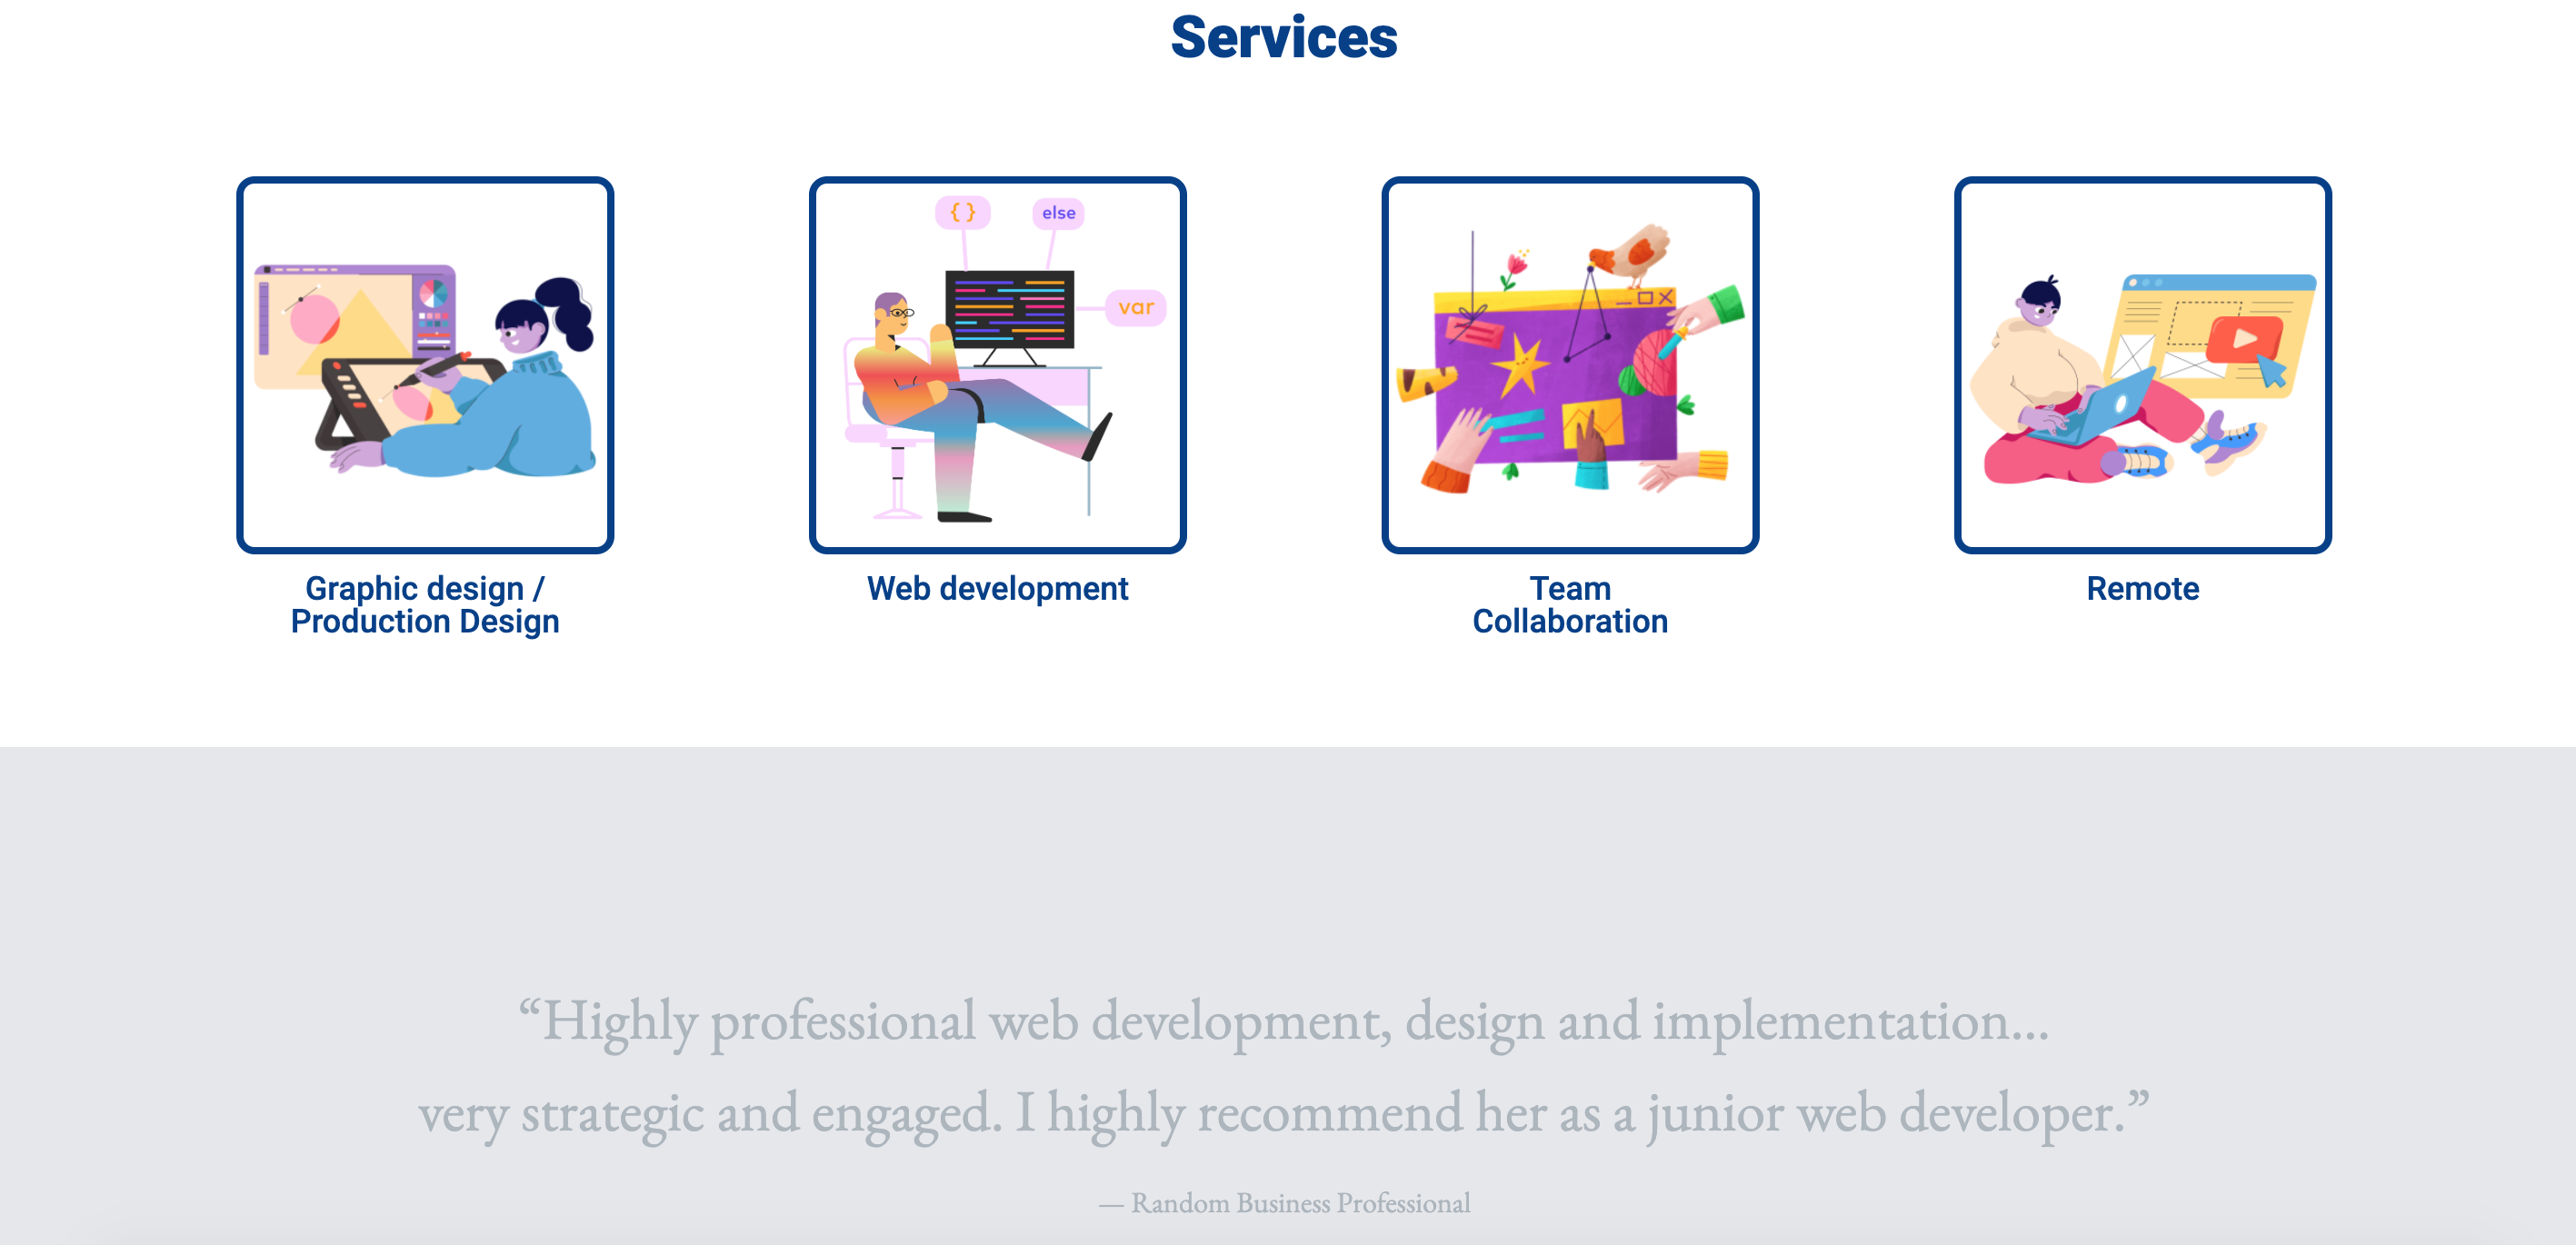 Services
{ }
else
var
Graphic design /
Production Design
Web development
Team
Collaboration
Remote
“Highly professional web development, design and implementation...
very strategic and engaged. I highly recommend her as a junior web developer.”
— Random Business Professional